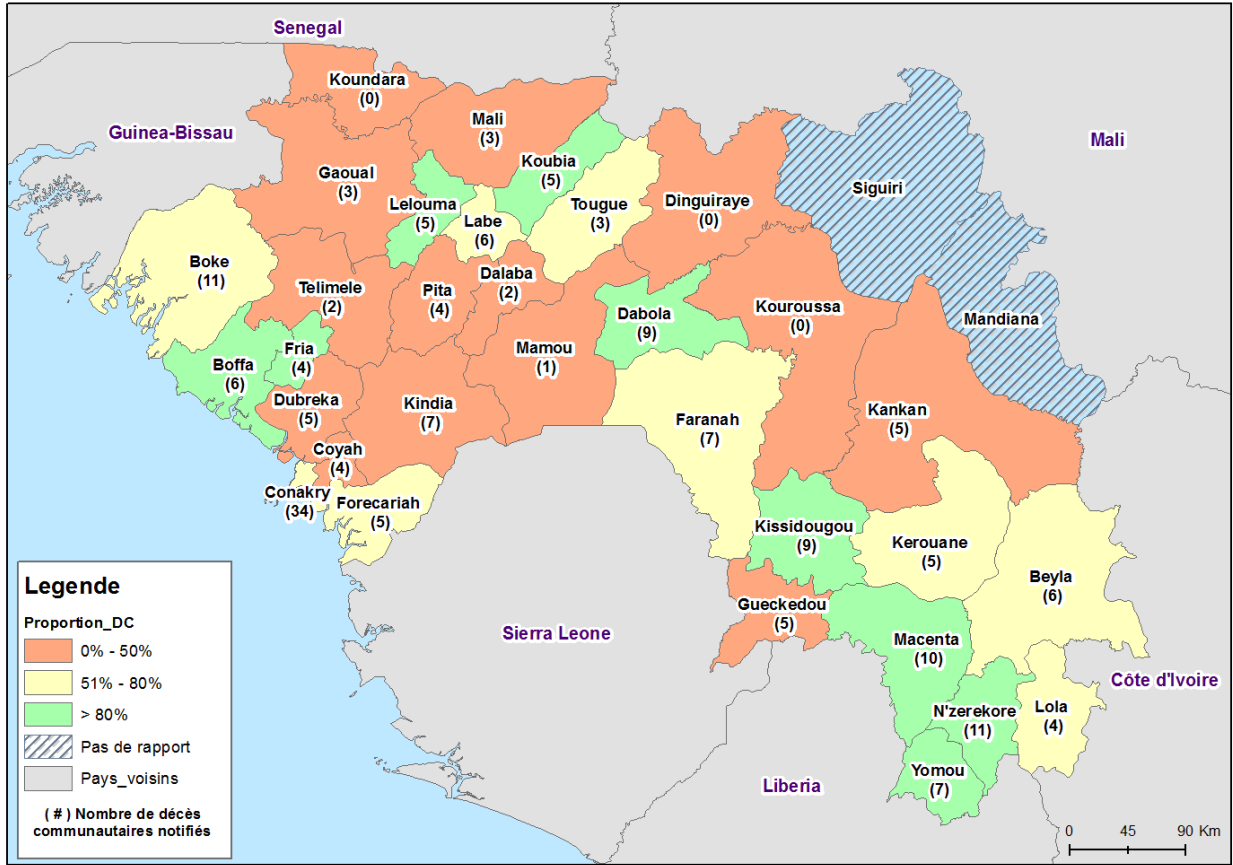 Senegal
Koundara
(0)
Guinea-Bissau
Mali
(3)
Mali
Koubia
(5)
Gaoual
(3)
Siguiri
Lelouma
(5)
Tougue
(3)
Dinguiraye
(0)
Labe
(6)
Boke
(11)
Dalaba
(2)
Telimele
(2)
Pita
(4)
Kouroussa
(0)
Dabola
(9)
Mandiana
Mamou
(1)
Fria
(4)
Boffa
(6)
Dubreka
(5)
Kindia
(7)
Kankan
(5)
Faranah
(7)
Coyah
(4)
Conakry
(34)
Forecariah
(5)
Kissidougou
(9)
Kerouane
(5)
Beyla
(6)
Gueckedou
(5)
Sierra Leone
Macenta
(10)
Côte d'Ivoire
N'zerekore
(11)
Lola
(4)
Yomou
(7)
Liberia
Legende
Proportion_DC
0% - 50%
51% - 80%
> 80%
Pas de rapport
Pays_voisins
( # ) Nombre de décès
communautaires notifiés
0 45 90 Km